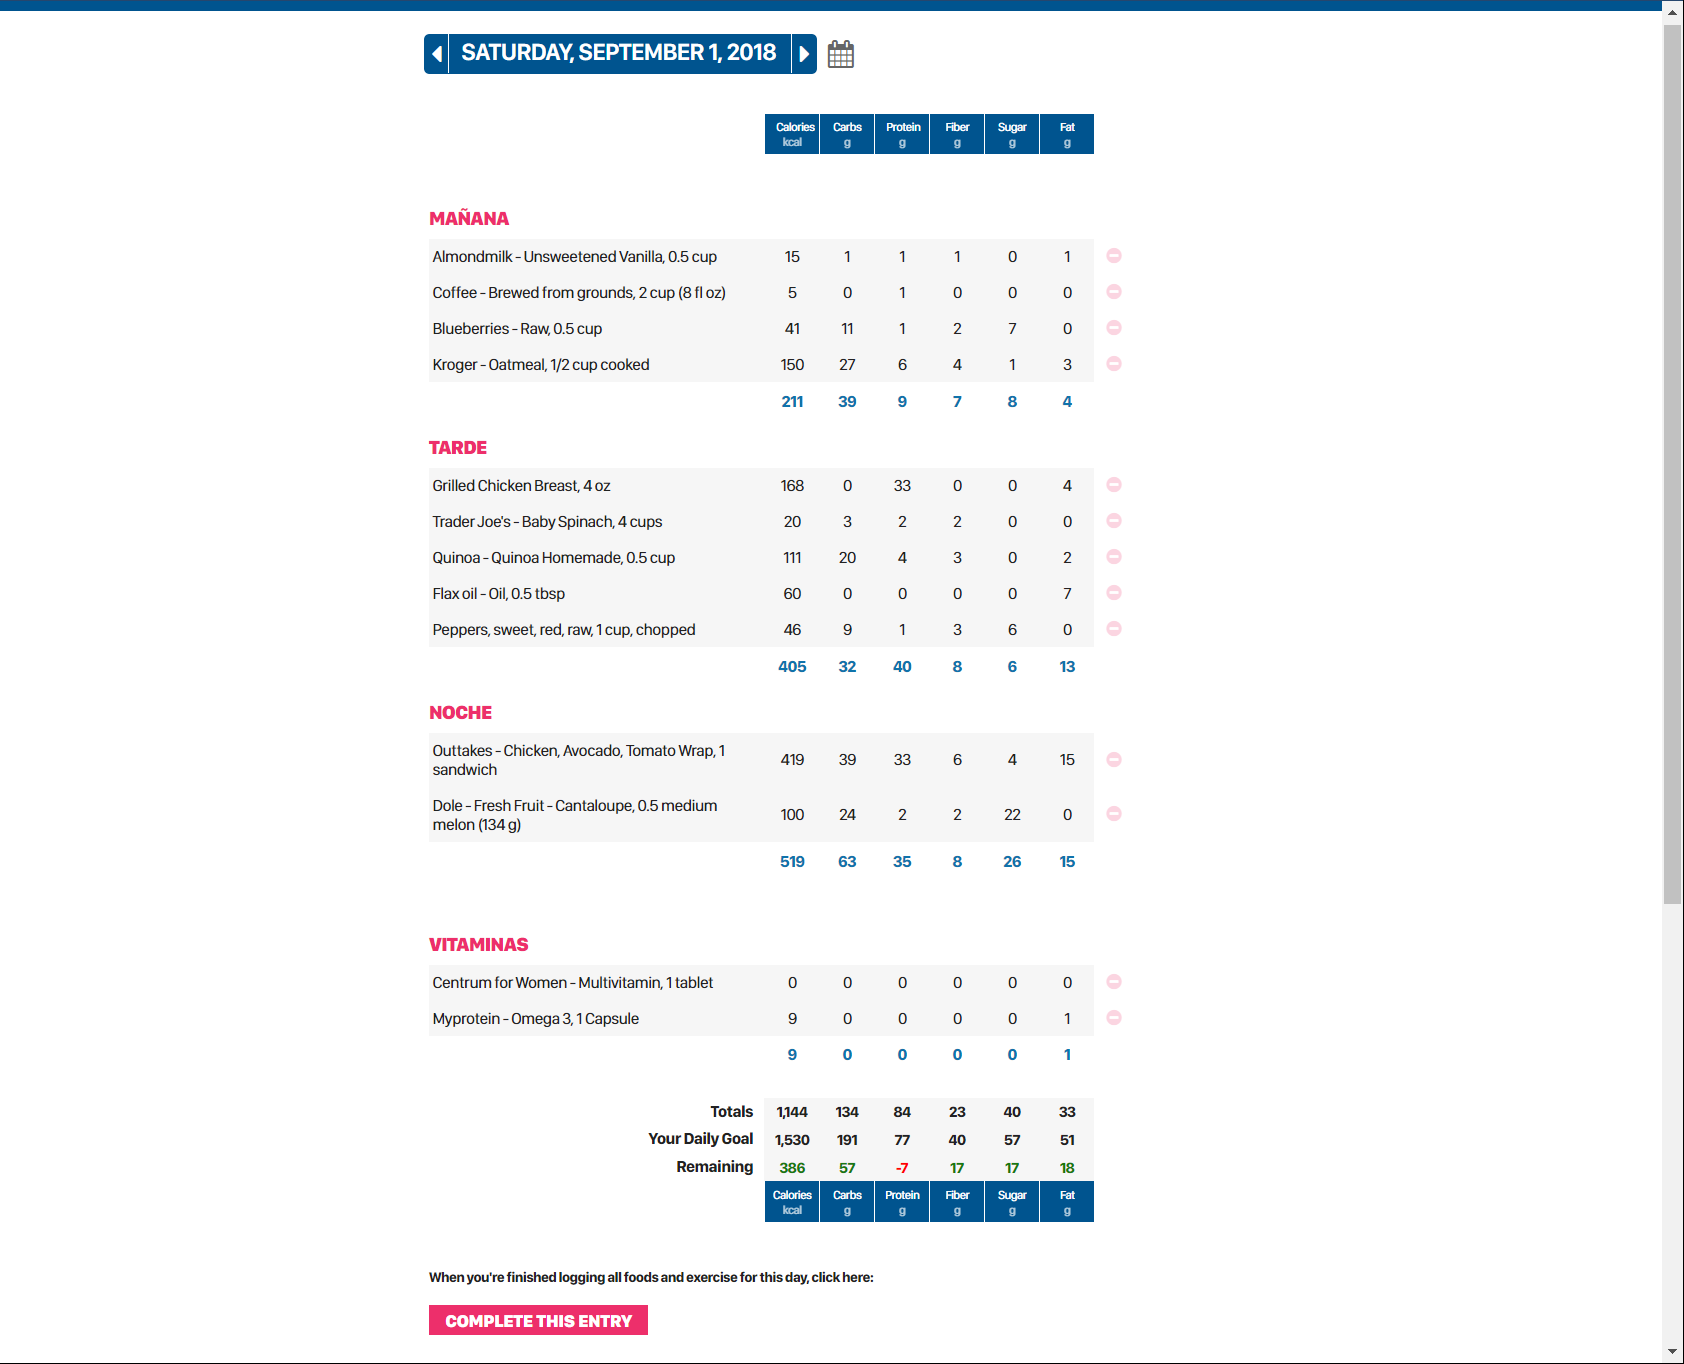 SATURDAY, SEPTEMBER 1, 2018
Calories Carbs Protein Fiber Sugar Fat
kcal g g g g g
MAÑANA
Almondmilk - Unsweetened Vanilla, 0.5 cup 15 1 1 1 0 1
Coffee - Brewed from grounds, 2 cup (8 fl oz) 5 0 1 0 0 0
Blueberries - Raw, 0.5 cup 41 11 1 2 7 0
Kroger - Oatmeal, 1/2 cup cooked 150 27 6 4 1 3
211 39 9 7 8 4
TARDE
Grilled Chicken Breast, 4 oz 168 0 33 0 0 4
Trader Joe's - Baby Spinach, 4 cups 20 3 2 2 0 0
Quinoa - Quinoa Homemade, 0.5 cup 111 20 4 3 0 2
Flax oil - Oil, 0.5 tbsp 60 0 0 0 0 7
Peppers, sweet, red, raw, 1 cup, chopped 46 9 1 3 6 0
405 32 40 8 6 13
NOCHE
Outtakes - Chicken, Avocado, Tomato Wrap, 1
sandwich 419 39 33 6 4 15
Dole - Fresh Fruit - Cantaloupe, 0.5 medium
melon (134 g) 100 24 2 2 22 0
519 63 35 8 26 15
VITAMINAS
Centrum for Women - Multivitamin, 1 tablet 0 0 0 0 0 0
Myprotein - Omega 3, 1 Capsule 9 0 0 0 0 1
9 0 0 0 0 1
Totals 1,144 134 84 23 40 33
Your Daily Goal 1,530 191 77 40 57 51
Remaining 386 57 -7 17 17 18
Calories Carbs Protein Fiber Sugar Fat
kcal g g g g g
When you're finished logging all foods and exercise for this day, click here:
COMPLETE THIS ENTRY